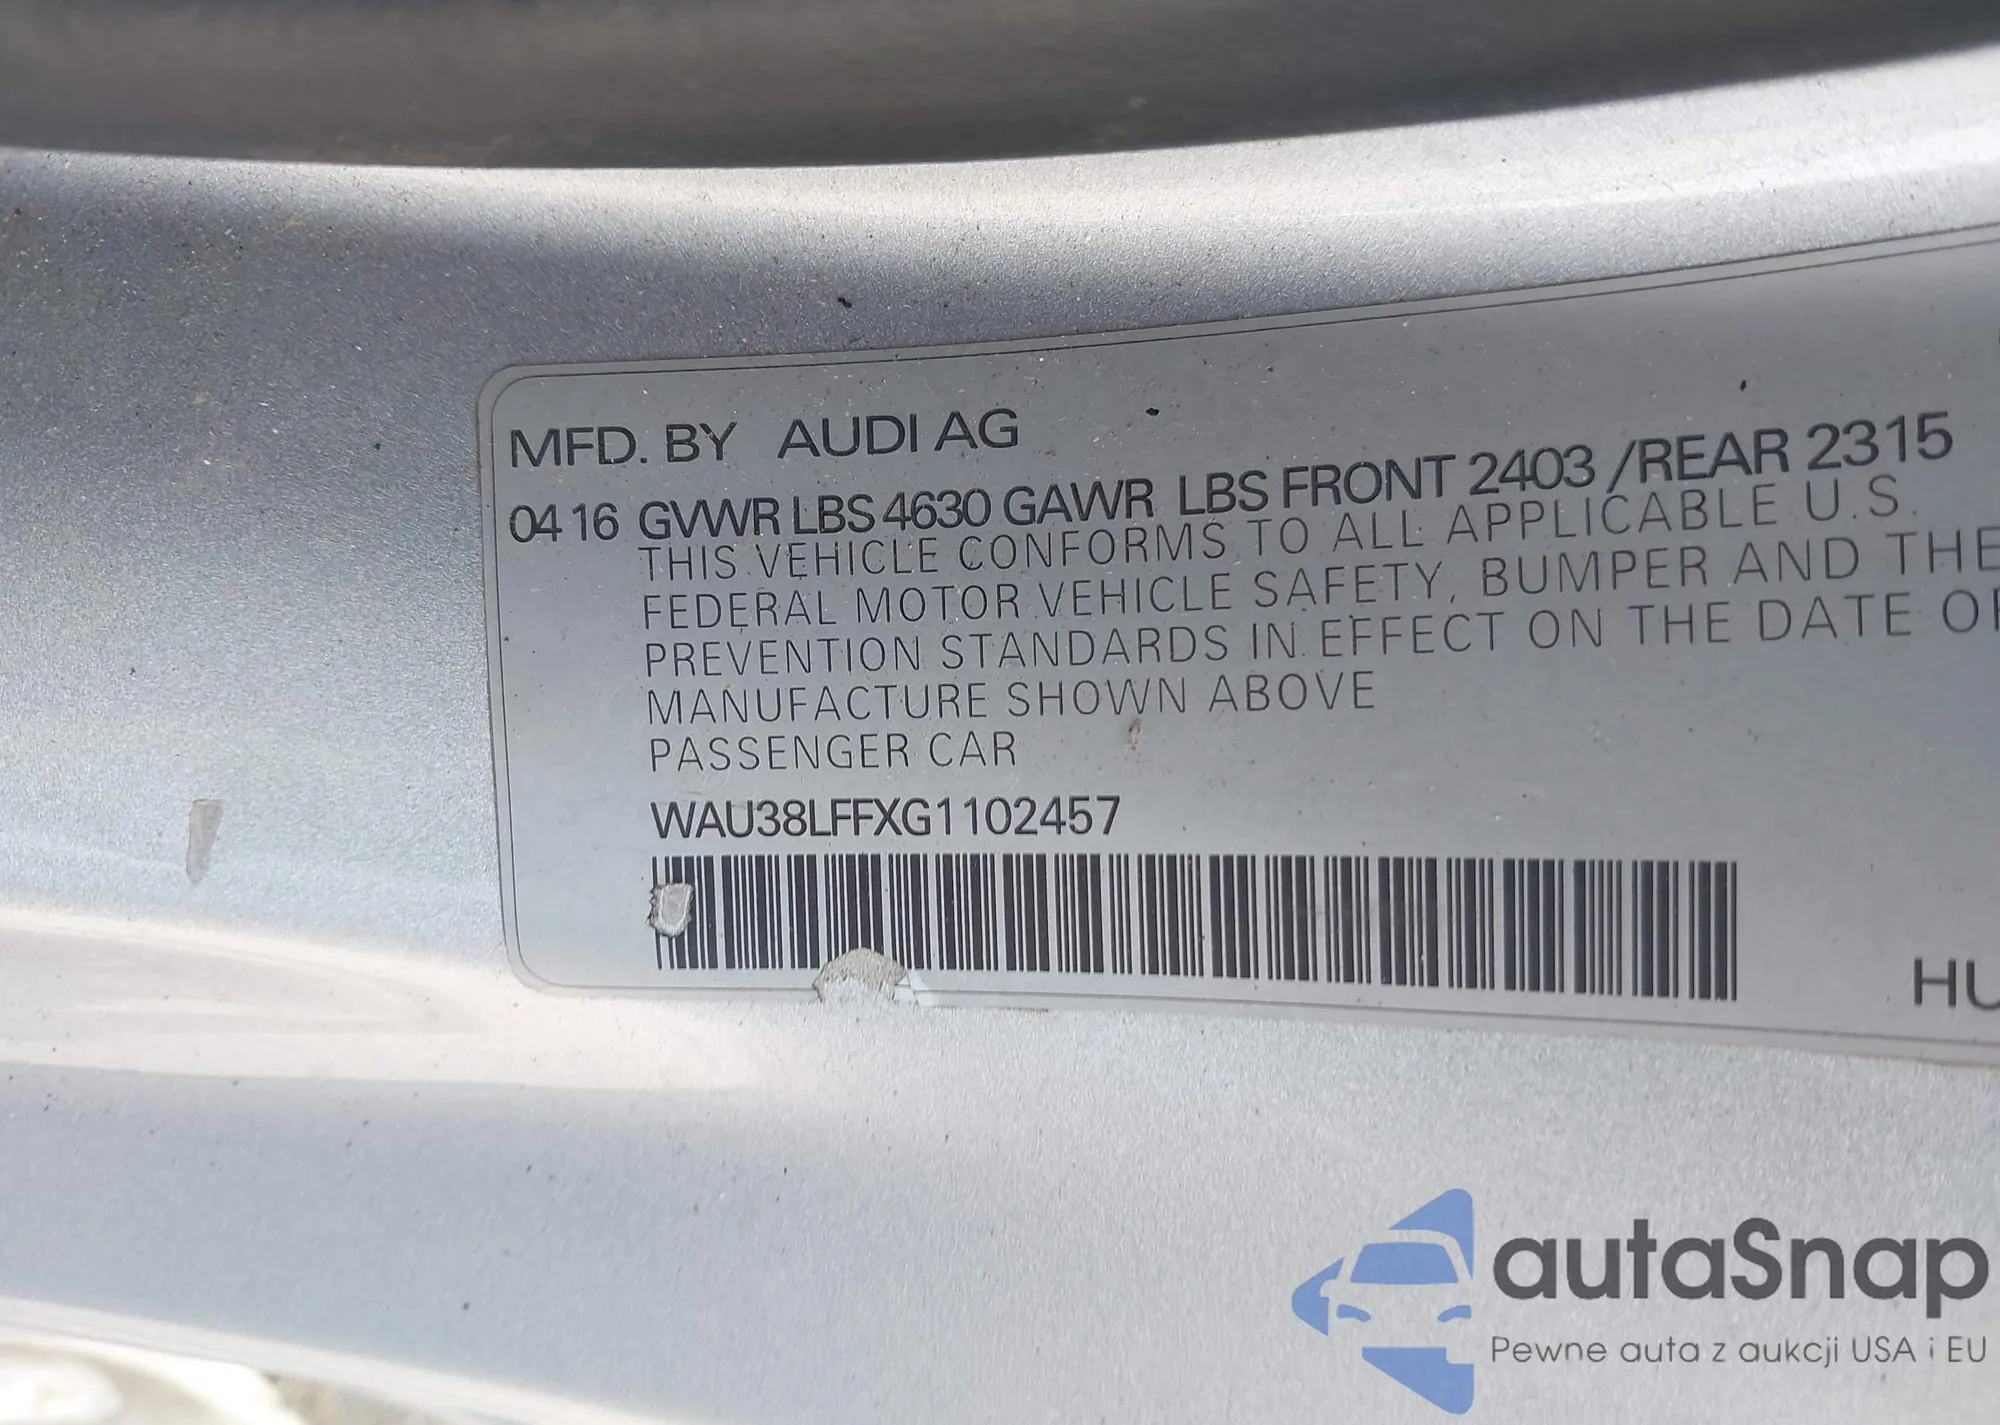 MFD. BY AUDI AG
04 16 GVWR LBS 4630 GAWR LBS FRONT 2403 /REAR 2315
THIS VEHICLE CONFORMS TO ALL APPLICABLE U.S.
FEDERAL MOTOR VEHICLE SAFETY, BUMPER AND THE
PREVENTION STANDARDS IN EFFECT ON THE DATE OF
MANUFACTURE SHOWN ABOVE
PASSENGER CAR
WAU38LFFXG1102457
HU
autaSnap
Pewne auta z aukcji USA i EU